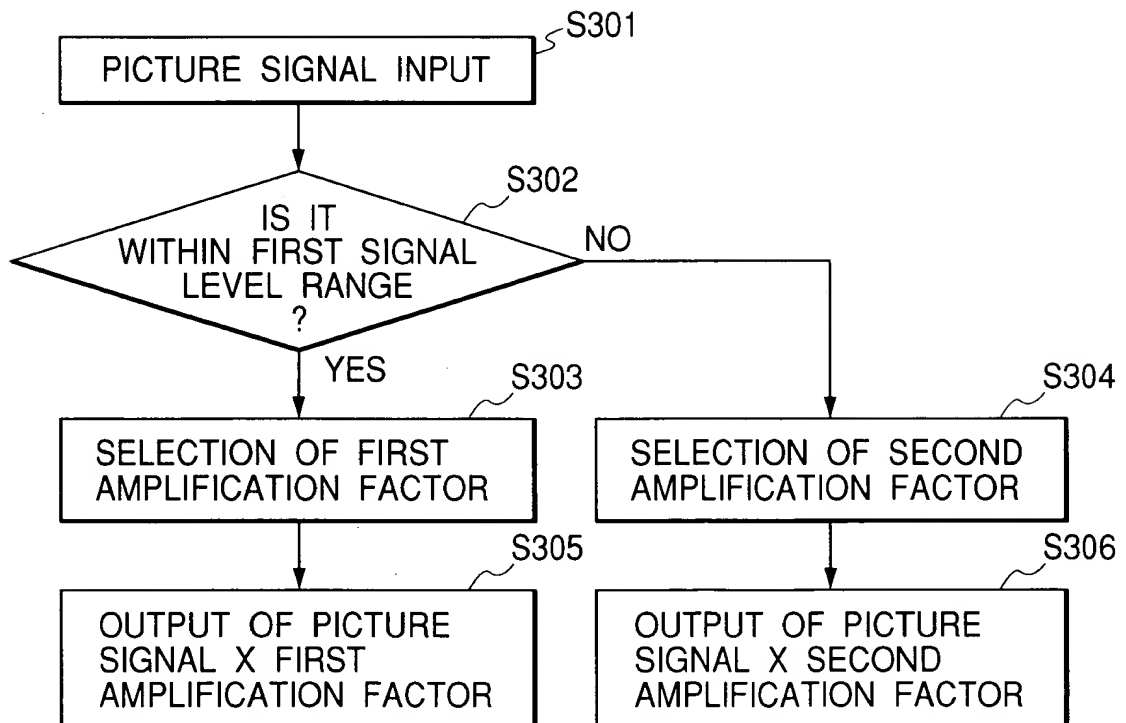 S301
PICTURE SIGNAL INPUT
S302
IS IT
WITHIN FIRST SIGNAL
LEVEL RANGE
?
NO
YES
S303
SELECTION OF FIRST
AMPLIFICATION FACTOR
S304
SELECTION OF SECOND
AMPLIFICATION FACTOR
S305
OUTPUT OF PICTURE
SIGNAL X FIRST
AMPLIFICATION FACTOR
S306
OUTPUT OF PICTURE
SIGNAL X SECOND
AMPLIFICATION FACTOR